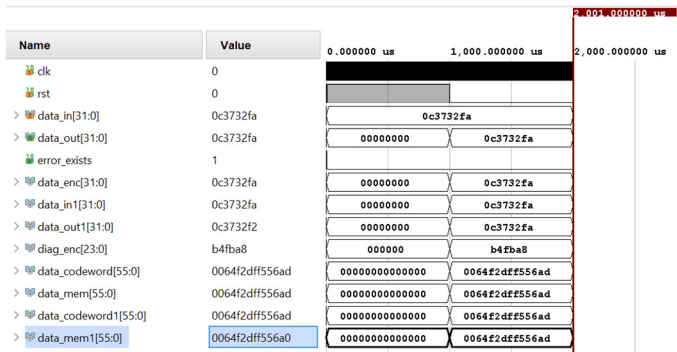 2,001.000000 us
Name Value 0.000000 us 1,000.000000 us 2,000.000000 us
clk 0
rst 0
data_in[31:0] 0c3732fa 0c3732fa
data_out[31:0] 0c3732fa 00000000 0c3732fa
error_exists 1
data_enc[31:0] 0c3732fa 00000000 0c3732fa
data_in1[31:0] 0c3732fa 00000000 0c3732fa
data_out1[31:0] 0c3732f2 00000000 0c3732fa
diag_enc[23:0] b4fba8 000000 b4fba8
data_codeword[55:0] 0064f2dff556ad 00000000000000 0064f2dff556ad
data_mem[55:0] 0064f2dff556ad 00000000000000 0064f2dff556ad
data_codeword1[55:0] 0064f2dff556ad 00000000000000 0064f2dff556ad
data_mem1[55:0] 0064f2dff556a0 00000000000000 0064f2dff556ad